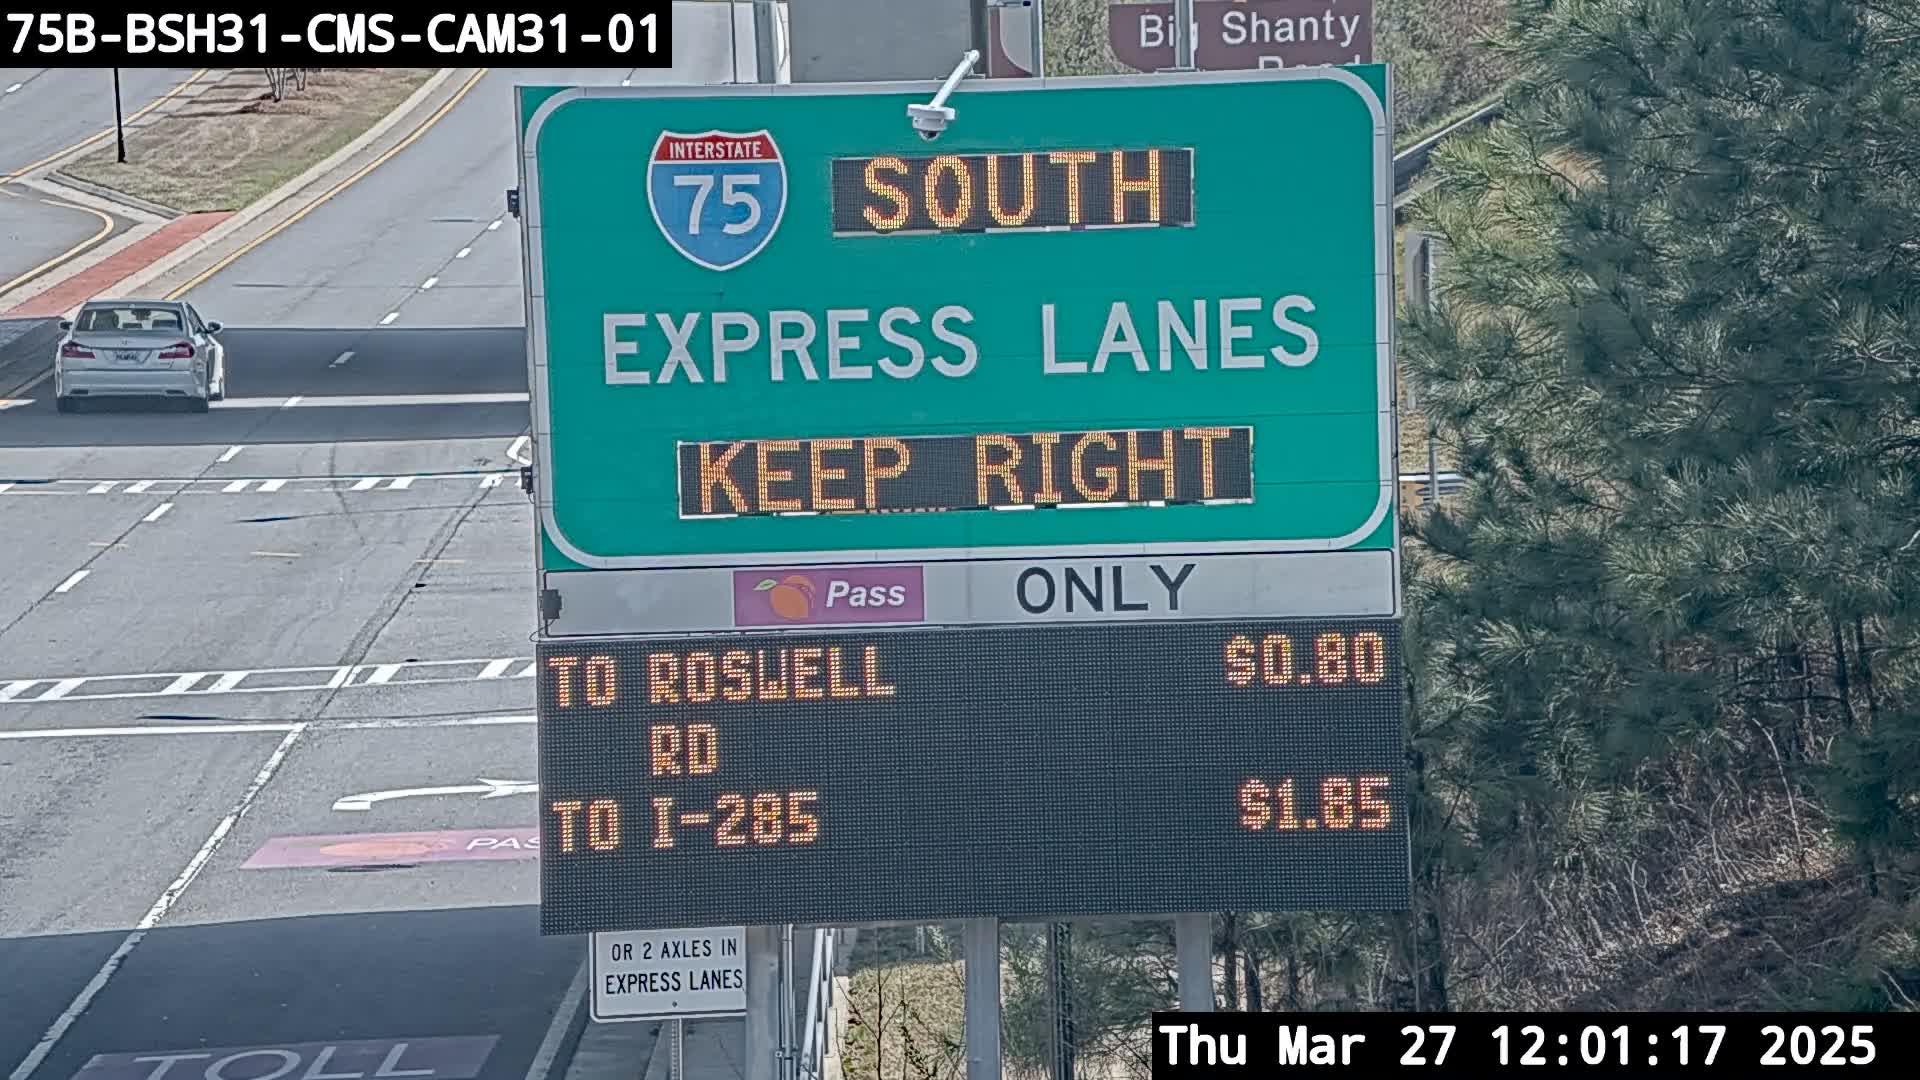 75B-BSH31-CMS-CAM31-01
Big Shanty
Road
INTERSTATE
75
SOUTH
EXPRESS LANES
KEEP RIGHT
Pass ONLY
TO ROSWELL $0.80
RD
TO I-285 $1.85
PAS
OR 2 AXLES IN
EXPRESS LANES
TOLL
Thu Mar 27 12:01:17 2025